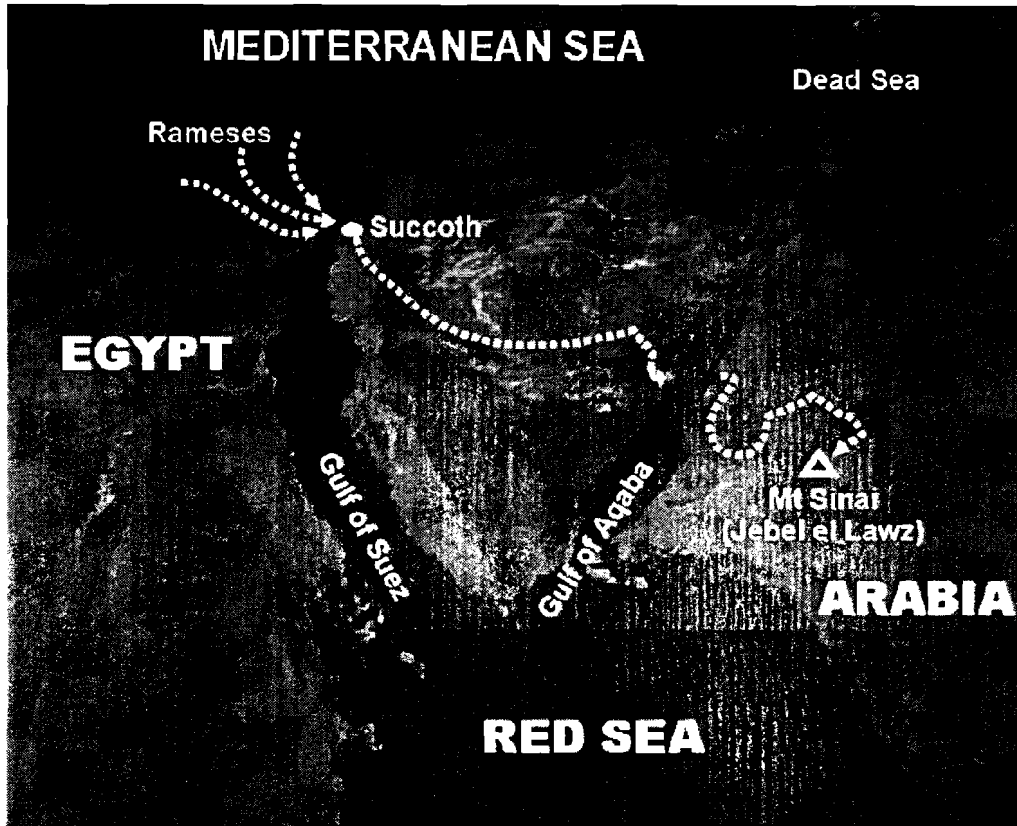 MEDITERRANEAN SEA
Dead Sea
Rameses
Succoth
EGYPT
Gulf of Suez
Gulf of Aqaba
Mt Sinai
(Jebel el Lawz)
ARABIA
RED SEA